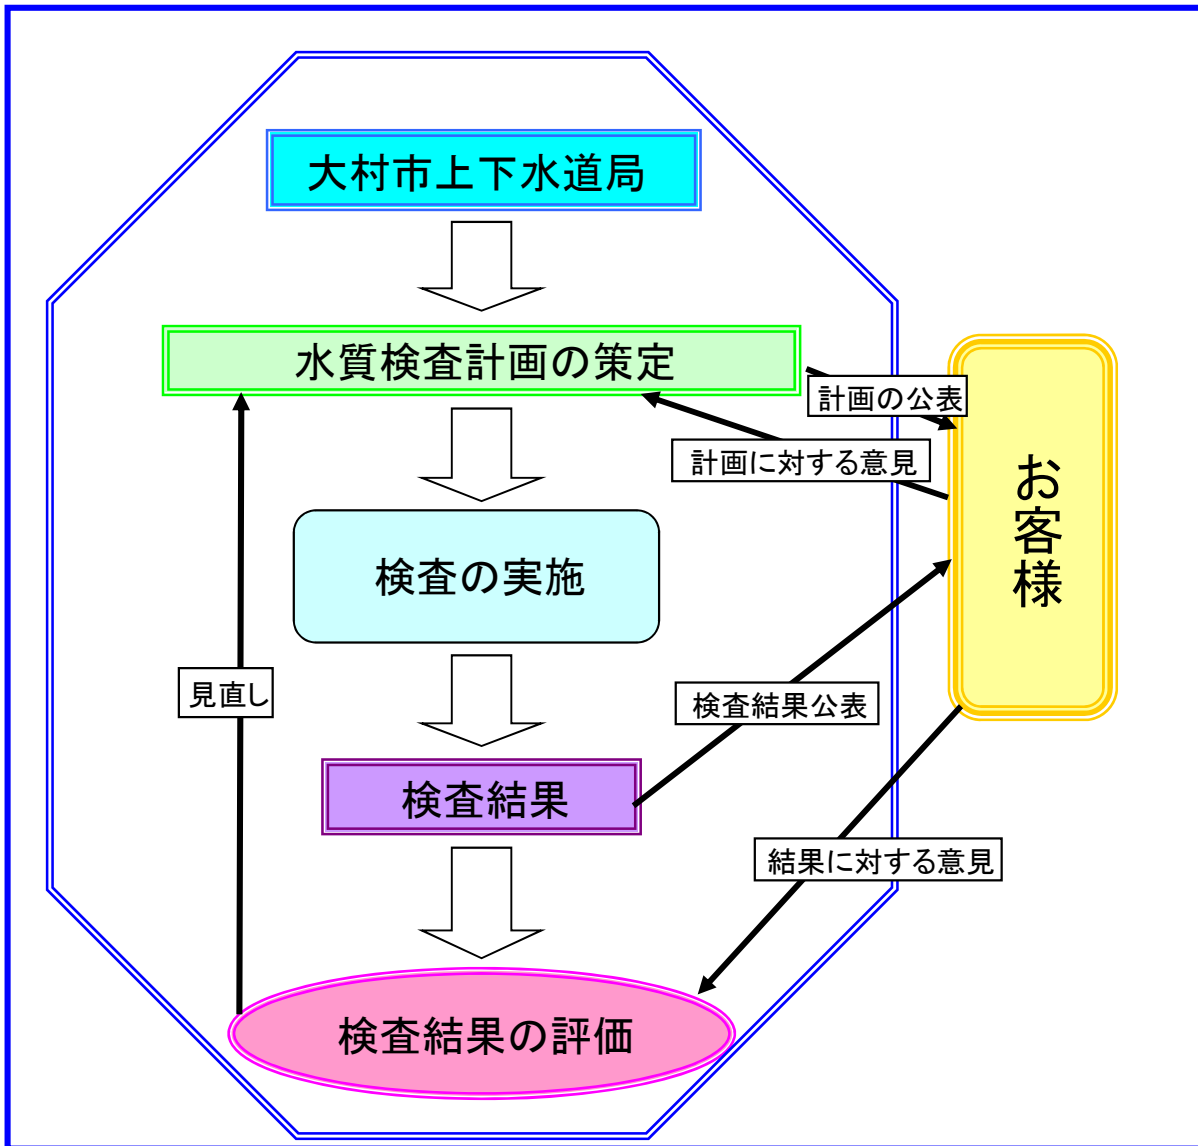 大村市上下水道局
水質検査計画の策定
計画の公表
計画に対する意見
お客様
検査の実施
見直し
検査結果公表
検査結果
結果に対する意見
検査結果の評価